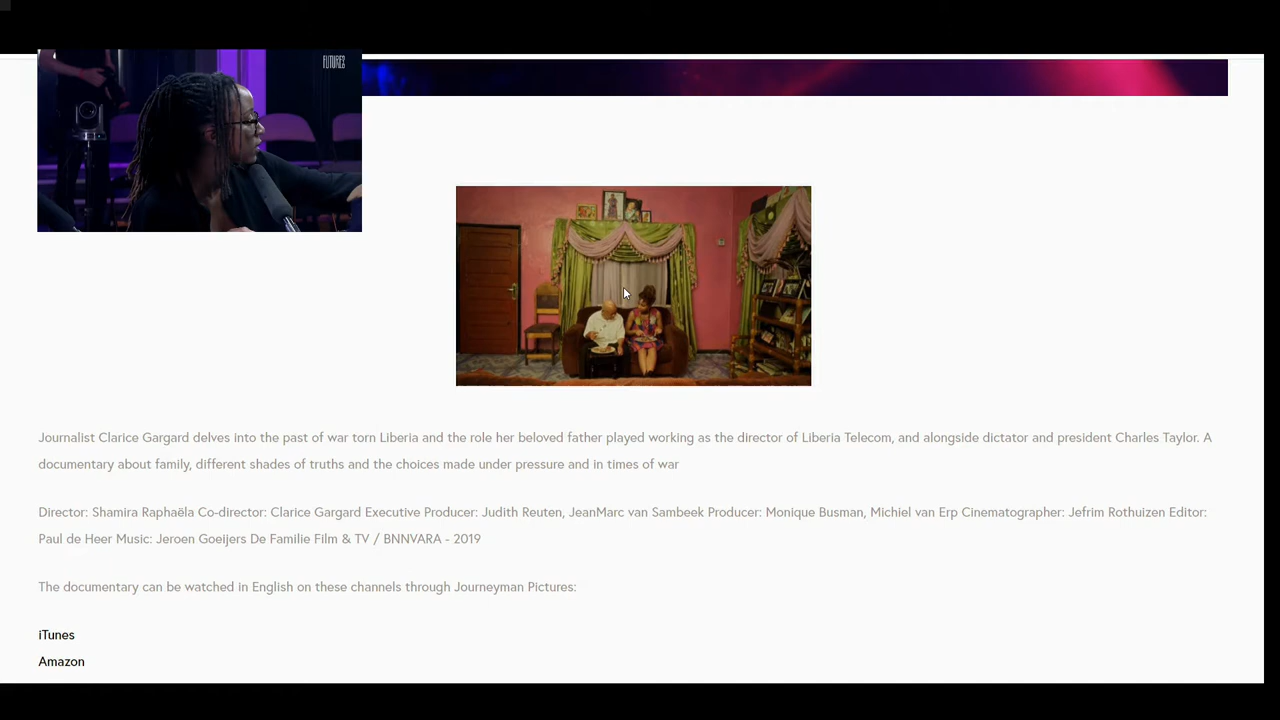 FUTURES
Journalist Clarice Gargard delves into the past of war torn Liberia and the role her beloved father played working as the director of Liberia Telecom, and alongside dictator and president Charles Taylor. A
documentary about family, different shades of truths and the choices made under pressure and in times of war
Director: Shamira Raphaëla Co-director: Clarice Gargard Executive Producer: Judith Reuten, JeanMarc van Sambeek Producer: Monique Busman, Michiel van Erp Cinematographer: Jefrim Rothuizen Editor:
Paul de Heer Music: Jeroen Goeijers De Familie Film & TV / BNNVARA - 2019
The documentary can be watched in English on these channels through Journeyman Pictures:
iTunes
Amazon